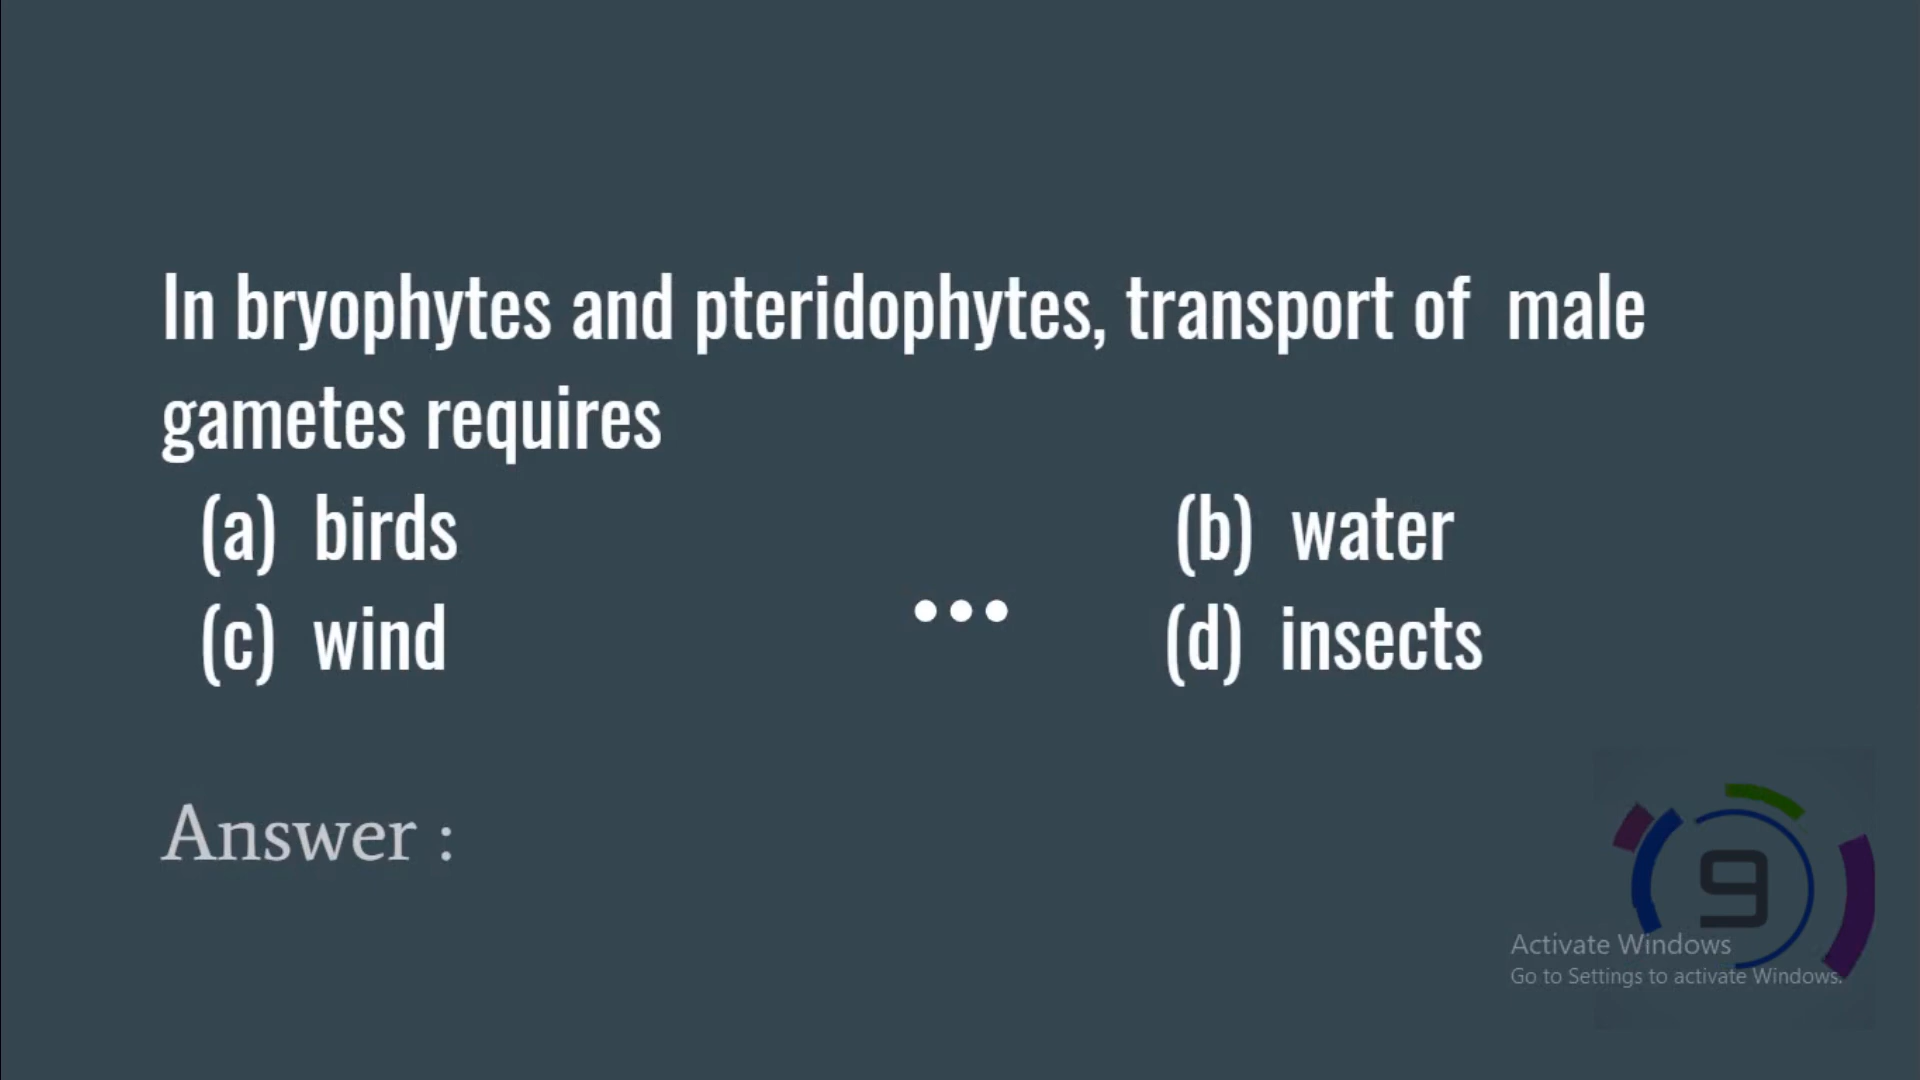 In bryophytes and pteridophytes, transport of male
gametes requires
(a) birds (b) water
(c) wind (d) insects
Answer :
9
Activate Windows
Go to Settings to activate Windows.